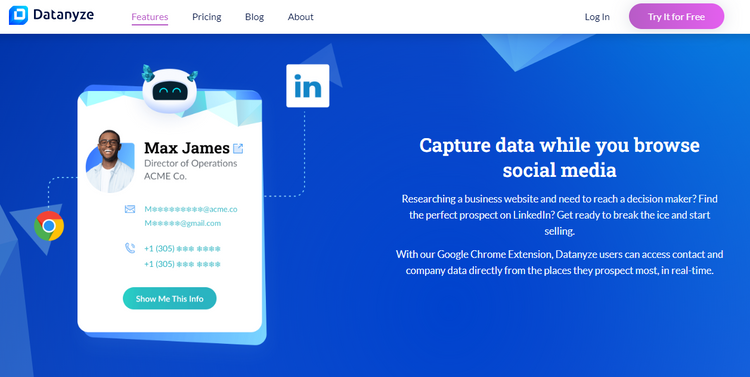 Datanyze
Features
Pricing
Blog
About
Log In
Try It for Free
in
Max James
Director of Operations
ACME Co.
M*********@acme.co
M*****@gmail.com
+1 (305) *** ****
+1 (305) *** ****
Show Me This Info
Capture data while you browse
social media
Researching a business website and need to reach a decision maker? Find
the perfect prospect on LinkedIn? Get ready to break the ice and start
selling.
With our Google Chrome Extension, Datanyze users can access contact and
company data directly from the places they prospect most, in real-time.